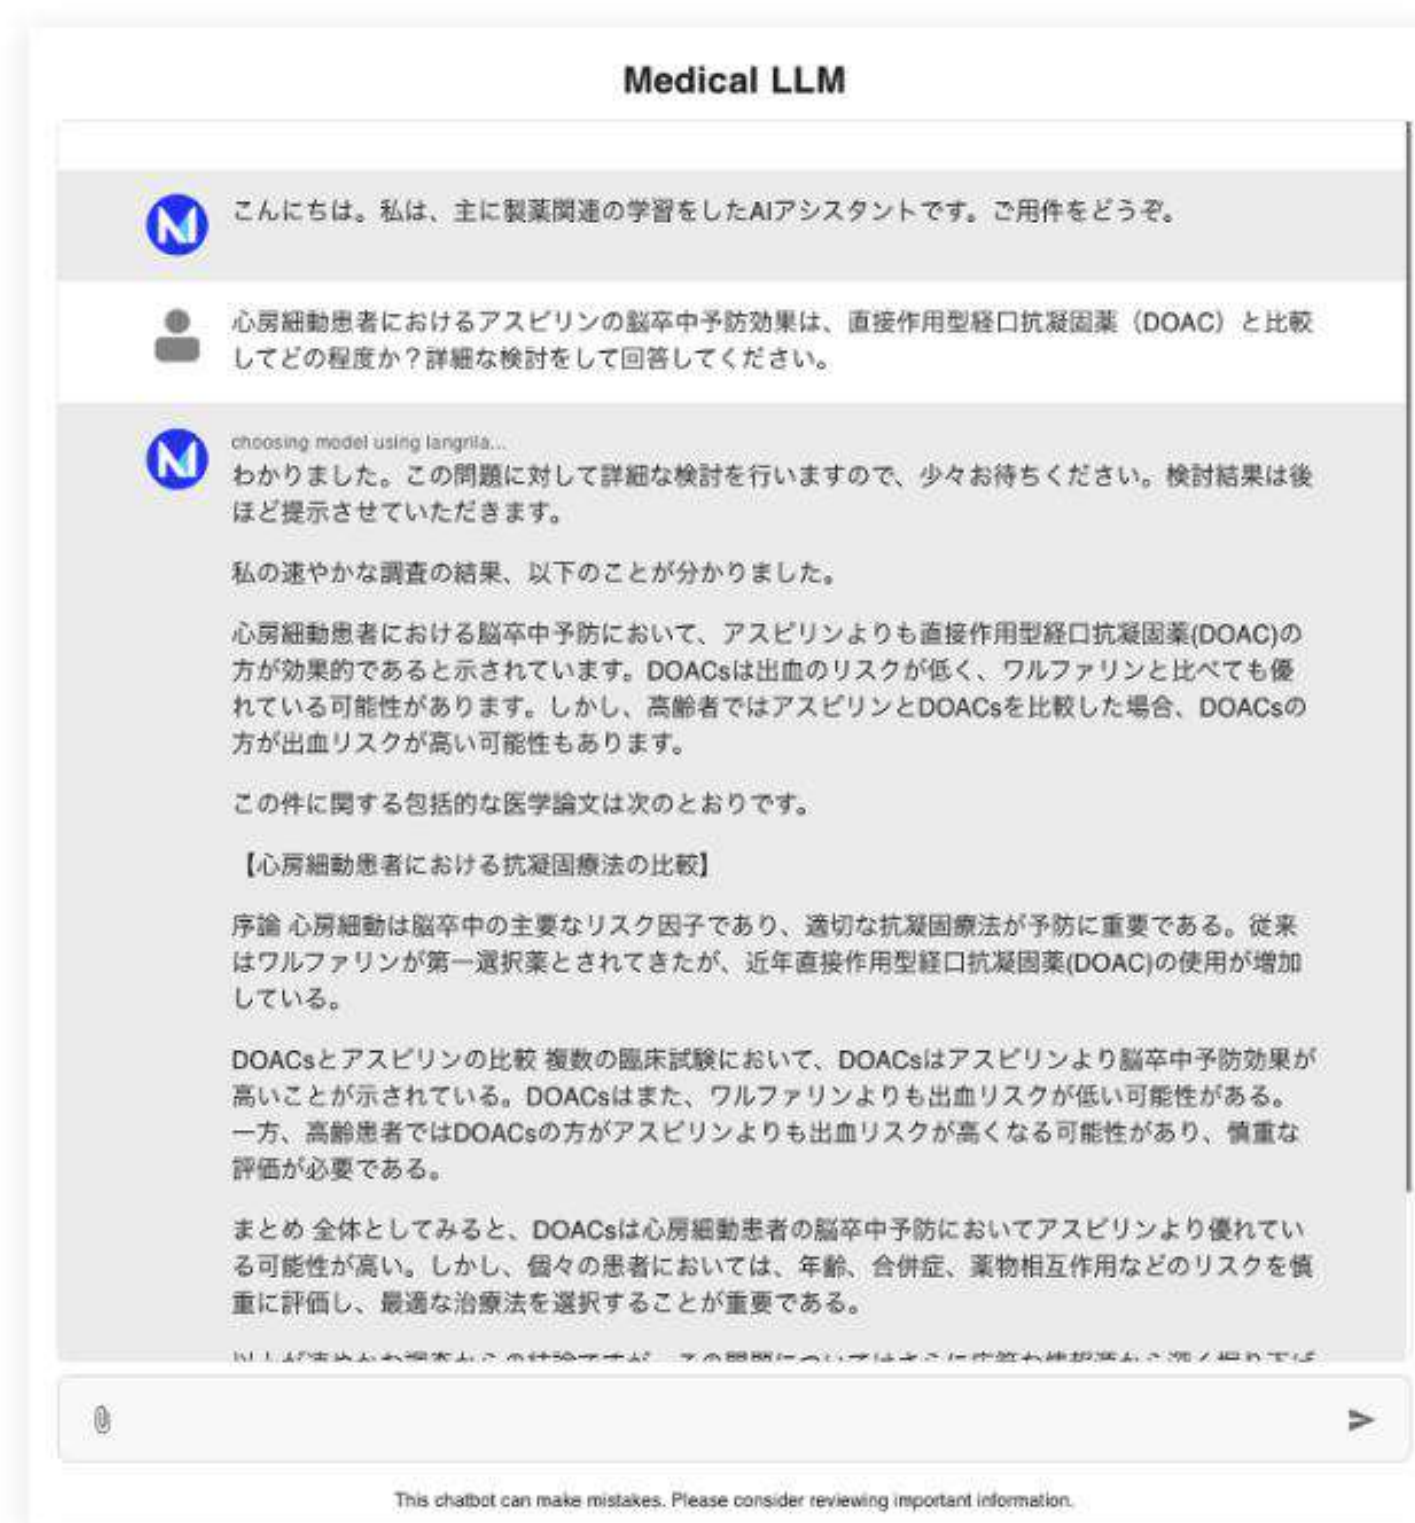 Medical LLM
こんにちは。私は、主に製薬関連の学習をしたAIアシスタントです。ご用件をどうぞ。
心房細動患者におけるアスピリンの脳卒中予防効果は、直接作用型経口抗凝固薬（DOAC）と比較
してどの程度か？詳細な検討をして回答してください。
choosing model using langrila...
わかりました。この問題に対して詳細な検討を行いますので、少々お待ちください。検討結果は後
ほど提示させていただきます。
私の速やかな調査の結果、以下のことが分かりました。
心房細動患者における脳卒中予防において、アスピリンよりも直接作用型経口抗凝固薬(DOAC)の
方が効果的であると示されています。DOACsは出血のリスクが低く、ワルファリンと比べても優
れている可能性があります。しかし、高齢者ではアスピリンとDOACsを比較した場合、DOACsの
方が出血リスクが高い可能性もあります。
この件に関する包括的な医学論文は次のとおりです。
【心房細動患者における抗凝固療法の比較】
序論 心房細動は脳卒中の主要なリスク因子であり、適切な抗凝固療法が予防に重要である。従来
はワルファリンが第一選択薬とされてきたが、近年直接作用型経口抗凝固薬(DOAC)の使用が増加
している。
DOACsとアスピリンの比較 複数の臨床試験において、DOACsはアスピリンより脳卒中予防効果が
高いことが示されている。DOACsはまた、ワルファリンよりも出血リスクが低い可能性がある。
一方、高齢患者ではDOACsの方がアスピリンよりも出血リスクが高くなる可能性があり、慎重な
評価が必要である。
まとめ 全体としてみると、DOACsは心房細動患者の脳卒中予防においてアスピリンより優れてい
る可能性が高い。しかし、個々の患者においては、年齢、合併症、薬物相互作用などのリスクを慎
重に評価し、最適な治療法を選択することが重要である。
This chatbot can make mistakes. Please consider reviewing important information.